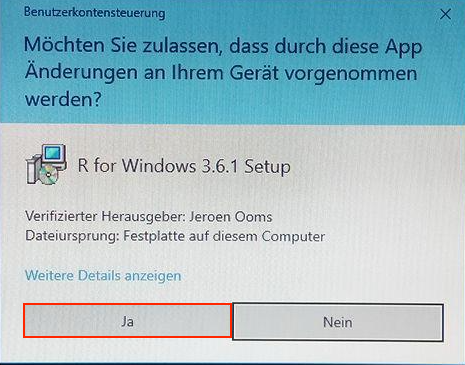 Benutzerkontensteuerung
Möchten Sie zulassen, dass durch diese App
Änderungen an Ihrem Gerät vorgenommen
werden?
R for Windows 3.6.1 Setup
Verifizierter Herausgeber: Jeroen Ooms
Dateiursprung: Festplatte auf diesem Computer
Weitere Details anzeigen
Ja
Nein